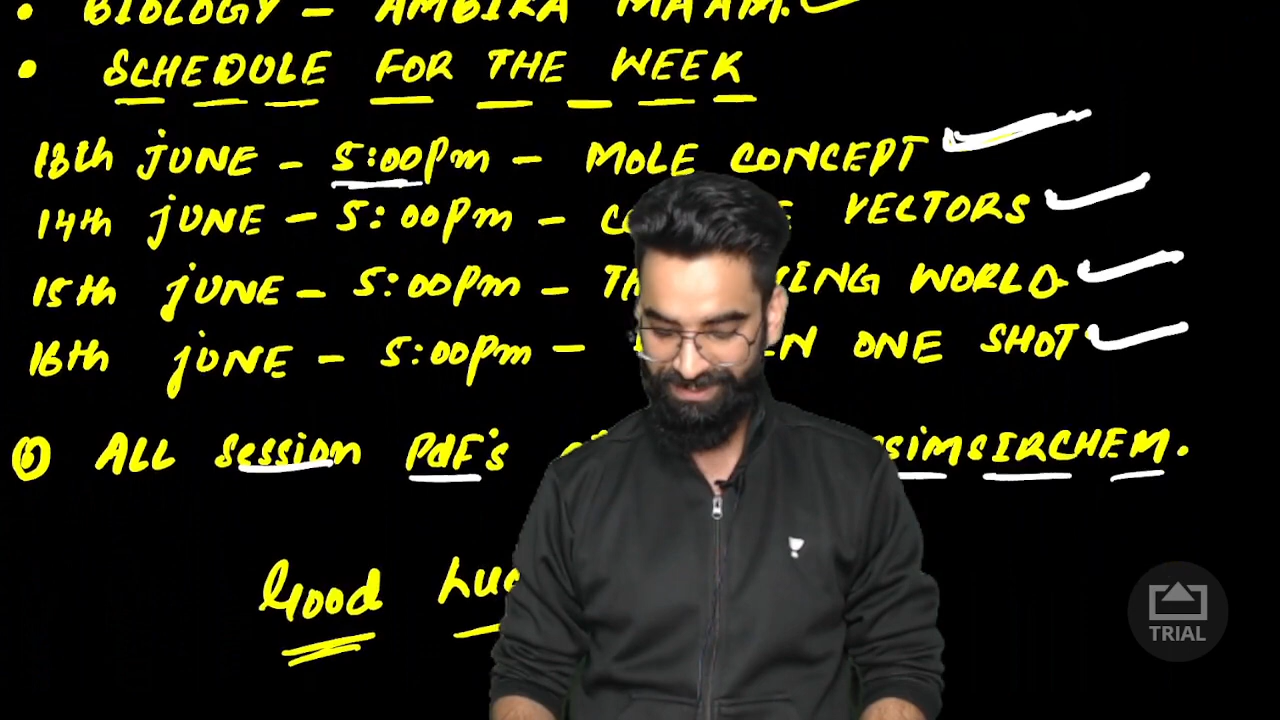 • BIOLOGY - AMBIKA MAAM.
• SCHEDULE FOR THE WEEK
13th JUNE - 5:00Pm - MOLE CONCEPT
14th JUNE - 5:00Pm - VECTORS
15th JUNE - 5:00Pm - WORLD
16th JUNE - 5:00Pm - ONE SHOT
ALL Session PdF's
Good
TRIAL